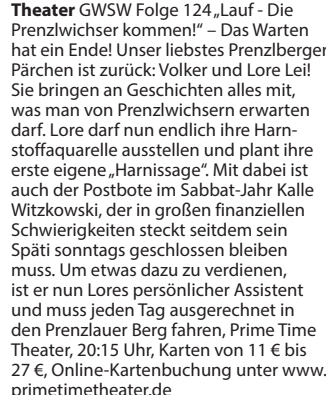 Theater GWSW Folge 124 „Lauf - Die
Prenzlwichser kommen!“ – Das Warten
hat ein Ende! Unser liebstes Prenzlberger
Pärchen ist zurück: Volker und Lore Lei!
Sie bringen an Geschichten alles mit,
was man von Prenzlwichsern erwarten
darf. Lore darf nun endlich ihre Harn-
stoffaquarelle ausstellen und plant ihre
erste eigene „Harnissage“. Mit dabei ist
auch der Postbote im Sabbat-Jahr Kalle
Witzkowski, der in großen finanziellen
Schwierigkeiten steckt seitdem sein
Späti sonntags geschlossen bleiben
muss. Um etwas dazu zu verdienen,
ist er nun Lores persönlicher Assistent
und muss jeden Tag ausgerechnet in
den Prenzlauer Berg fahren, Prime Time
Theater, 20:15 Uhr, Karten von 11 € bis
27 €, Online-Kartenbuchung unter www.
primetimetheater.de